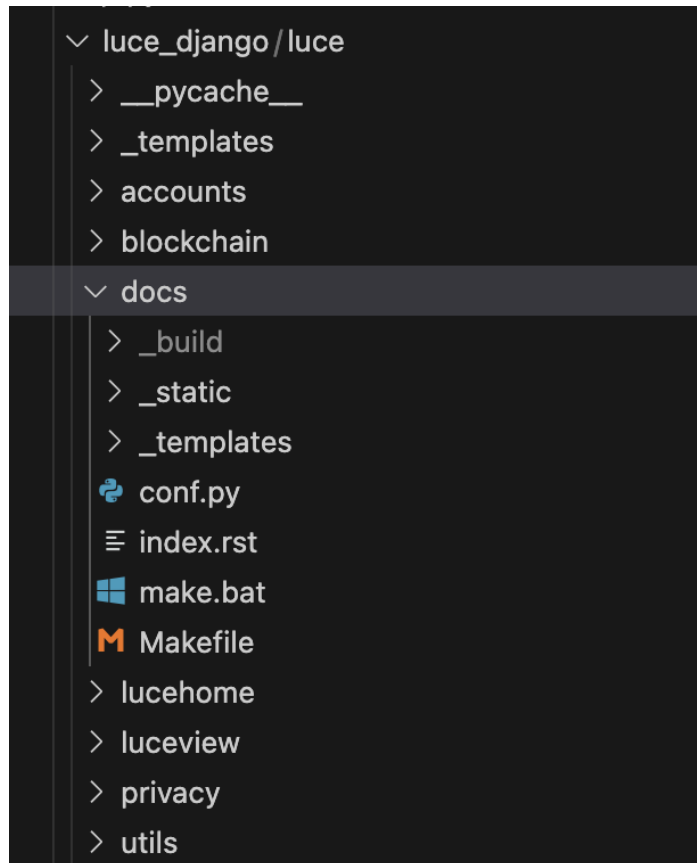 luce_django/luce
__pycache__
_templates
accounts
blockchain
docs
_build
_static
_templates
conf.py
index.rst
make.bat
Makefile
lucehome
luceview
privacy
utils